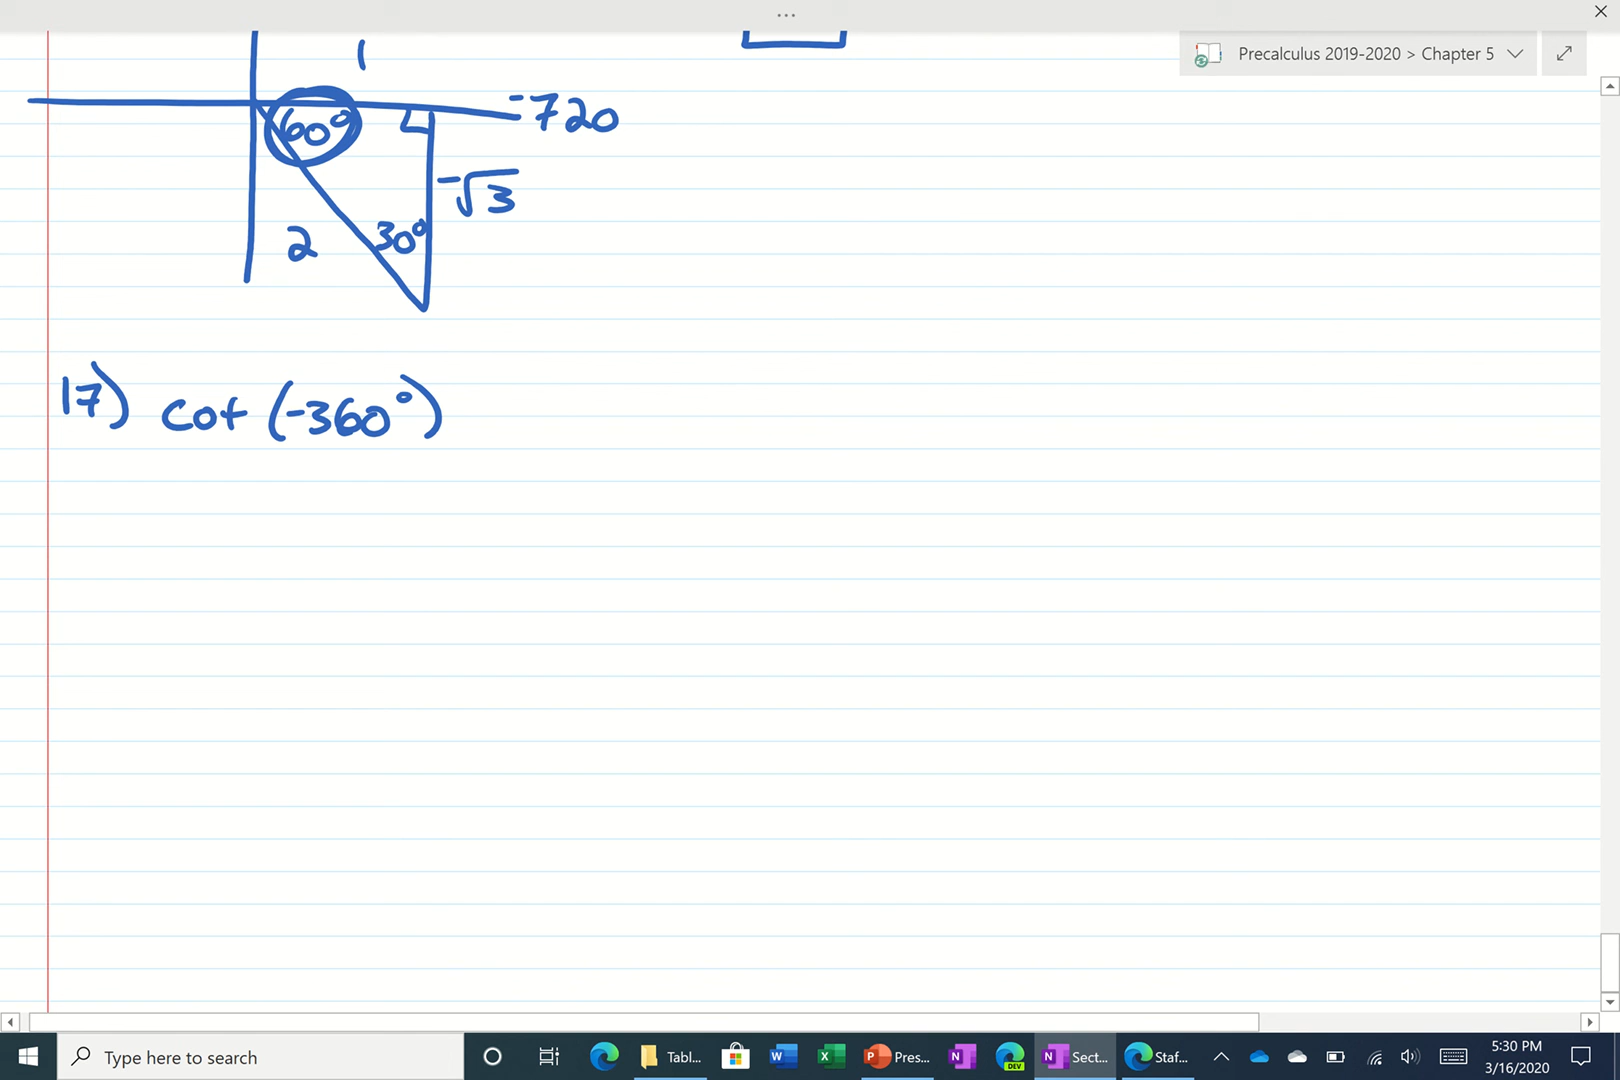 ...
Precalculus 2019-2020 > Chapter 5
1
60°
-720
-√3
30°
2
17) cot (-360°)
Type here to search
Tabl...
Pres...
DEV
Sect...
Staf...
5:30 PM
3/16/2020